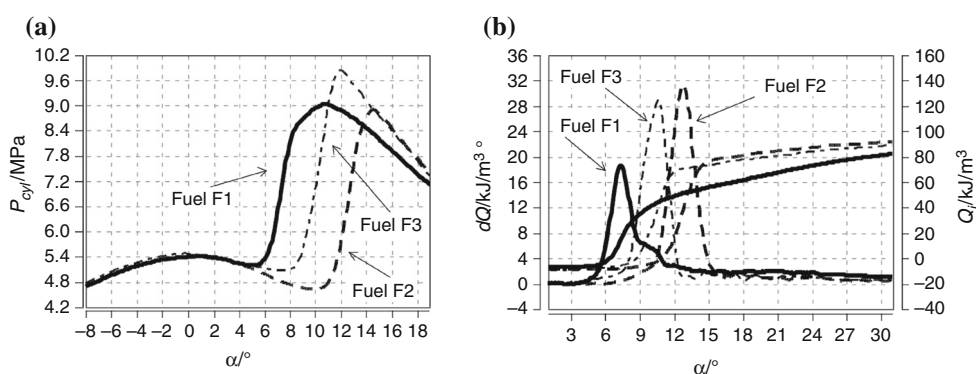 (a)
10.2
9.6
9.0
8.4
7.8
7.2
6.6
6.0
5.4
4.8
4.2
P_cyl/MPa
Fuel F1
Fuel F3
Fuel F2
–8 –6 –4 –2 0 2 4 6 8 10 12 14 16 18
α/°
(b)
36
32
28
24
20
16
12
8
4
0
–4
dQ/kJ/m³ °
Fuel F3
Fuel F2
Fuel F1
160
140
120
100
80
60
40
20
0
–20
–40
Q_i/kJ/m³
3 6 9 12 15 18 21 24 27 30
α/°